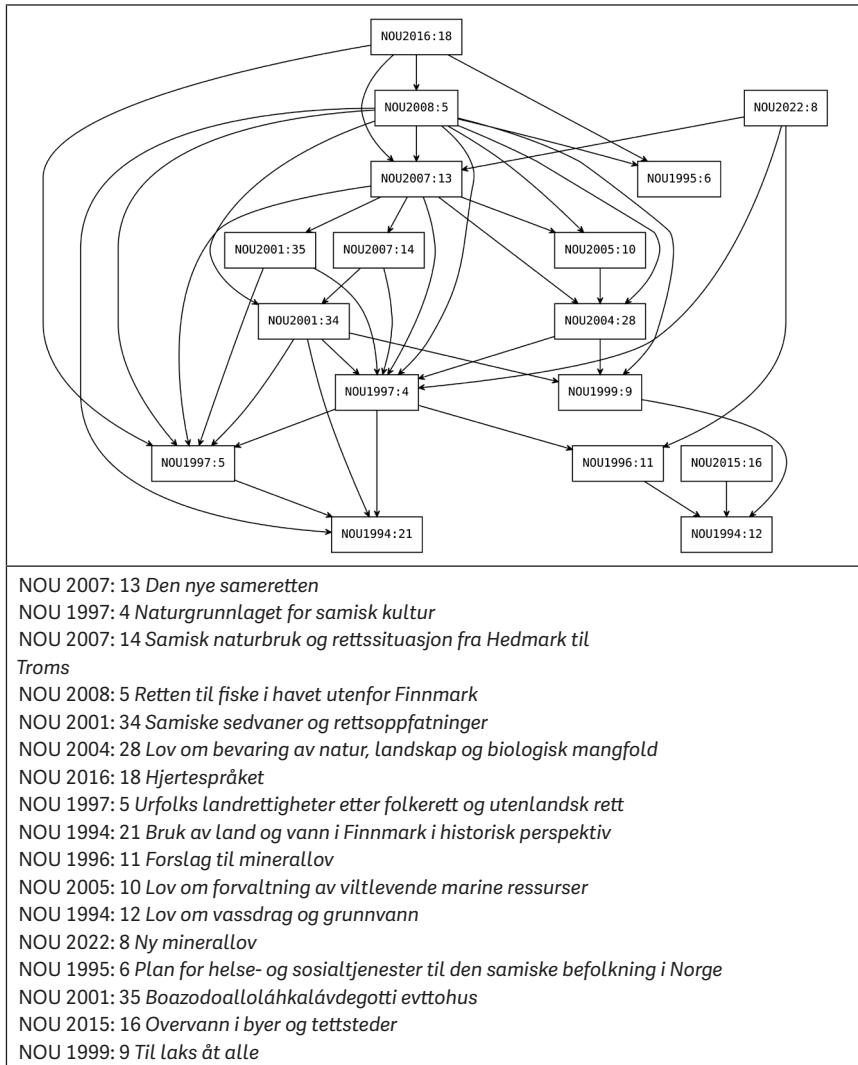 NOU2016:18
NOU2008:5
NOU2022:8
NOU2007:13
NOU1995:6
NOU2001:35
NOU2007:14
NOU2005:10
NOU2001:34
NOU2004:28
NOU1997:4
NOU1999:9
NOU1997:5
NOU1996:11
NOU2015:16
NOU1994:21
NOU1994:12
NOU 2007: 13 Den nye sameretten
NOU 1997: 4 Naturgrunnlaget for samisk kultur
NOU 2007: 14 Samisk naturbruk og rettssituasjon fra Hedmark til
Troms
NOU 2008: 5 Retten til fiske i havet utenfor Finnmark
NOU 2001: 34 Samiske sedvaner og rettsoppfatninger
NOU 2004: 28 Lov om bevaring av natur, landskap og biologisk mangfold
NOU 2016: 18 Hjertespråket
NOU 1997: 5 Urfolks landrettigheter etter folkerett og utenlandsk rett
NOU 1994: 21 Bruk av land og vann i Finnmark i historisk perspektiv
NOU 1996: 11 Forslag til minerallov
NOU 2005: 10 Lov om forvaltning av viltlevende marine ressurser
NOU 1994: 12 Lov om vassdrag og grunnvann
NOU 2022: 8 Ny minerallov
NOU 1995: 6 Plan for helse- og sosialtjenester til den samiske befolkning i Norge
NOU 2001: 35 Boazodoalloláhkalávdegotti evttohus
NOU 2015: 16 Overvann i byer og tettsteder
NOU 1999: 9 Til laks åt alle